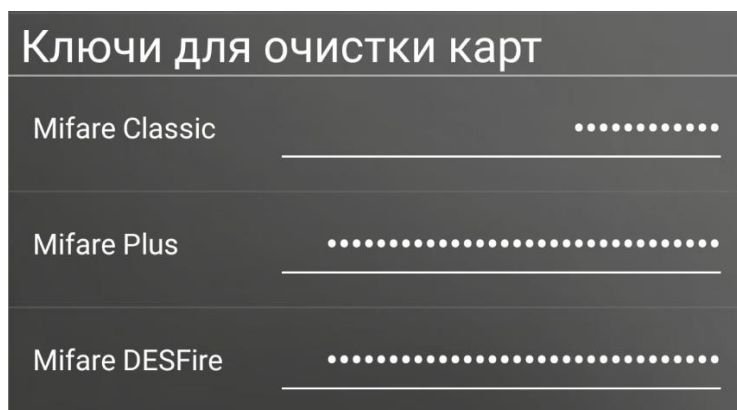 Ключи для очистки карт
Mifare Classic ••••••••••••
Mifare Plus ••••••••••••••••••••••••••••••••
Mifare DESFire ••••••••••••••••••••••••••••••••